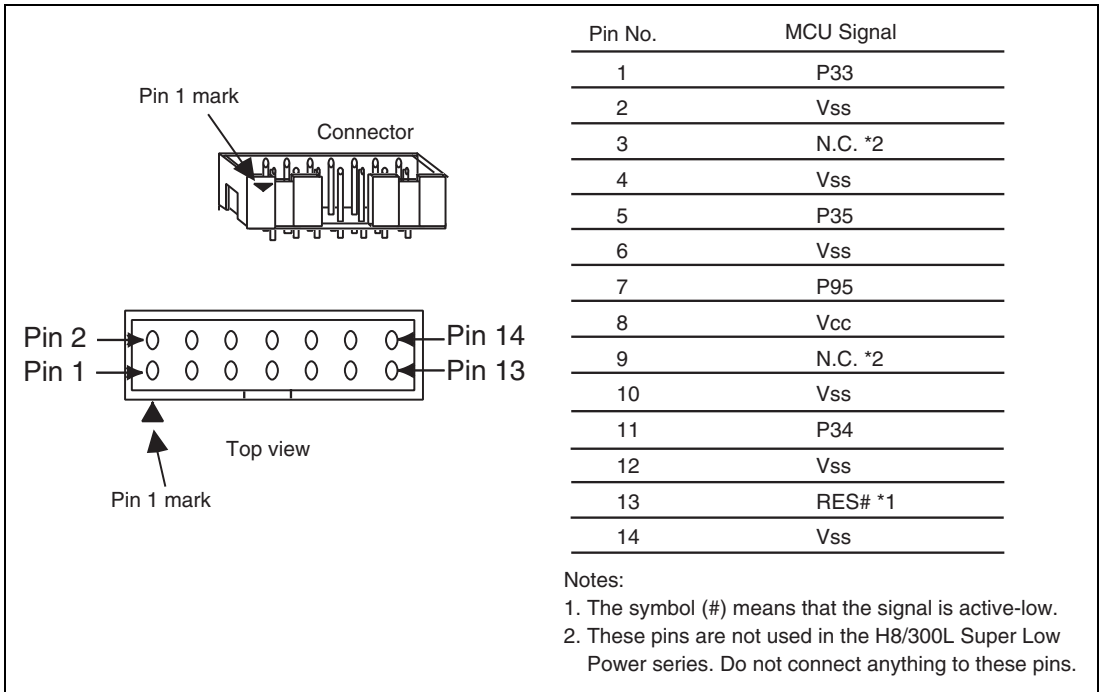 Pin 1 mark
Connector
Pin 2
Pin 1
Pin 14
Pin 13
Top view
Pin 1 mark
Pin No. MCU Signal
1 P33
2 Vss
3 N.C. *2
4 Vss
5 P35
6 Vss
7 P95
8 Vcc
9 N.C. *2
10 Vss
11 P34
12 Vss
13 RES# *1
14 Vss
Notes:
1. The symbol (#) means that the signal is active-low.
2. These pins are not used in the H8/300L Super Low
Power series. Do not connect anything to these pins.